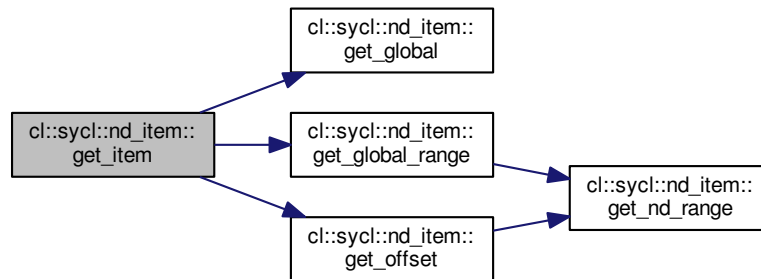 cl::sycl::nd_item::
get_global
cl::sycl::nd_item::
get_item
cl::sycl::nd_item::
get_global_range
cl::sycl::nd_item::
get_nd_range
cl::sycl::nd_item::
get_offset